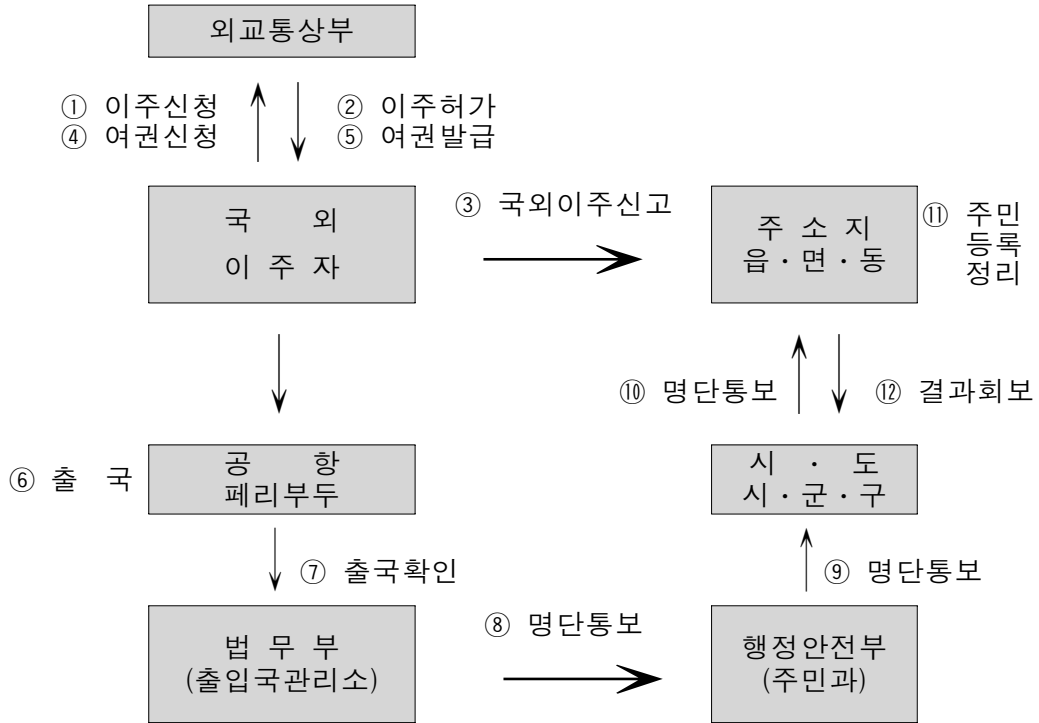 외교통상부
① 이주신청
④ 여권신청
② 이주허가
⑤ 여권발급
국 외
이 주 자
③ 국외이주신고
주 소 지
읍·면·동
⑪ 주민
등록
정리
⑩ 명단통보
⑫ 결과회보
⑥ 출 국
공 항
페리부두
시 · 도
시·군·구
⑦ 출국확인
⑨ 명단통보
법 무 부
(출입국관리소)
⑧ 명단통보
행정안전부
(주민과)